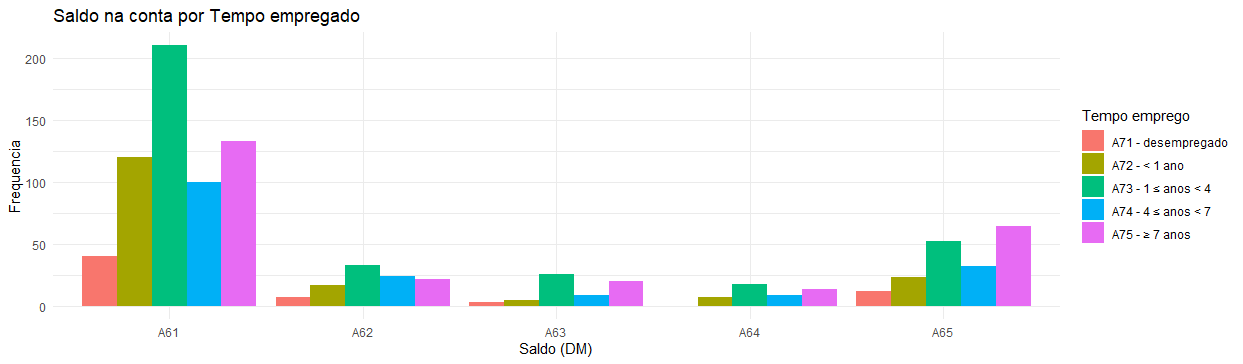 Saldo na conta por Tempo empregado
200
150
100
50
0
Frequencia
A61
A62
A63
A64
A65
Saldo (DM)
Tempo emprego
A71 - desempregado
A72 - < 1 ano
A73 - 1 ≤ anos < 4
A74 - 4 ≤ anos < 7
A75 - ≥ 7 anos